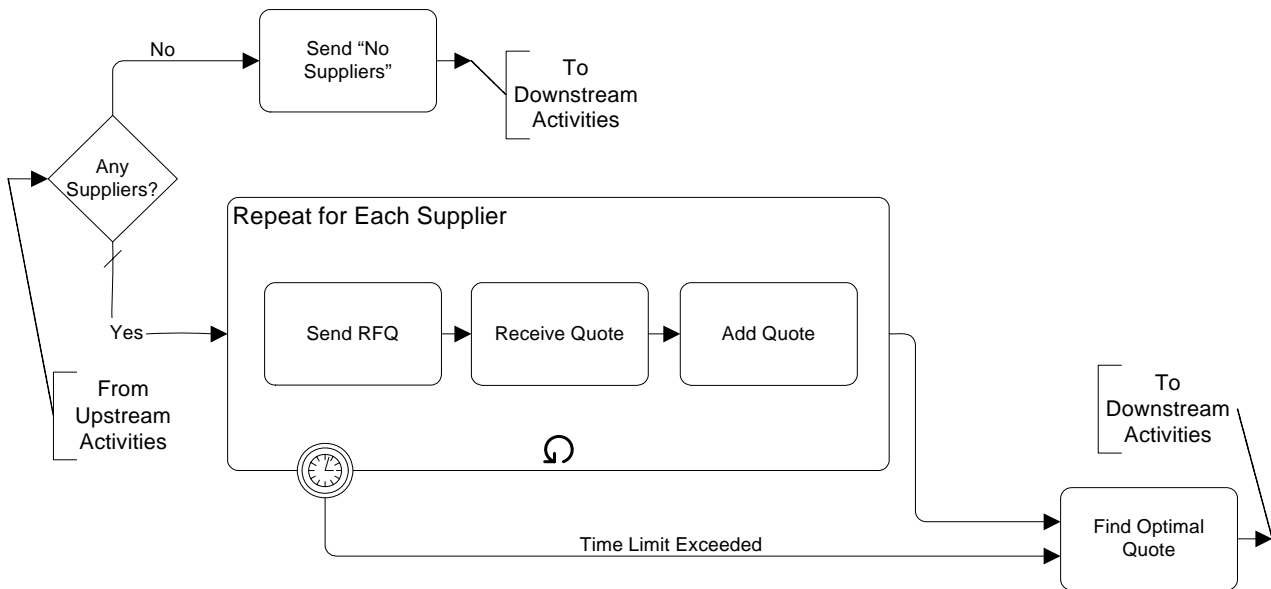 No
Send “No
Suppliers”
To
Downstream
Activities
Any
Suppliers?
Repeat for Each Supplier
Send RFQ
Receive Quote
Add Quote
Yes
From
Upstream
Activities
To
Downstream
Activities
Time Limit Exceeded
Find Optimal
Quote